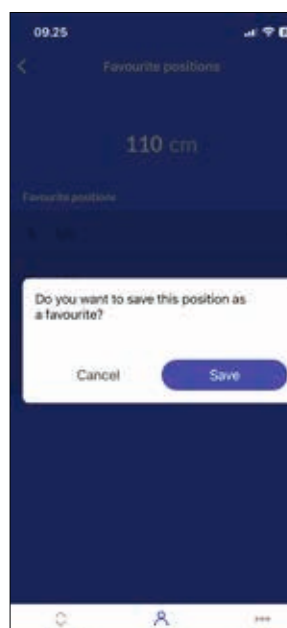 09.25
Favourite positions
110 cm
Favourite positions
Do you want to save this position as
a favourite?
Cancel
Save